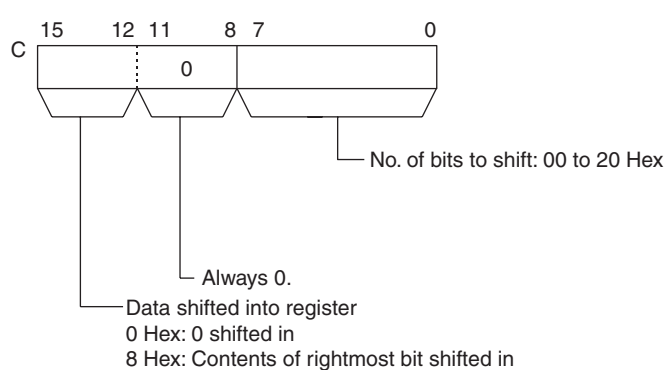 15 12 11 8 7 0
C
0
No. of bits to shift: 00 to 20 Hex
Always 0.
Data shifted into register
0 Hex: 0 shifted in
8 Hex: Contents of rightmost bit shifted in